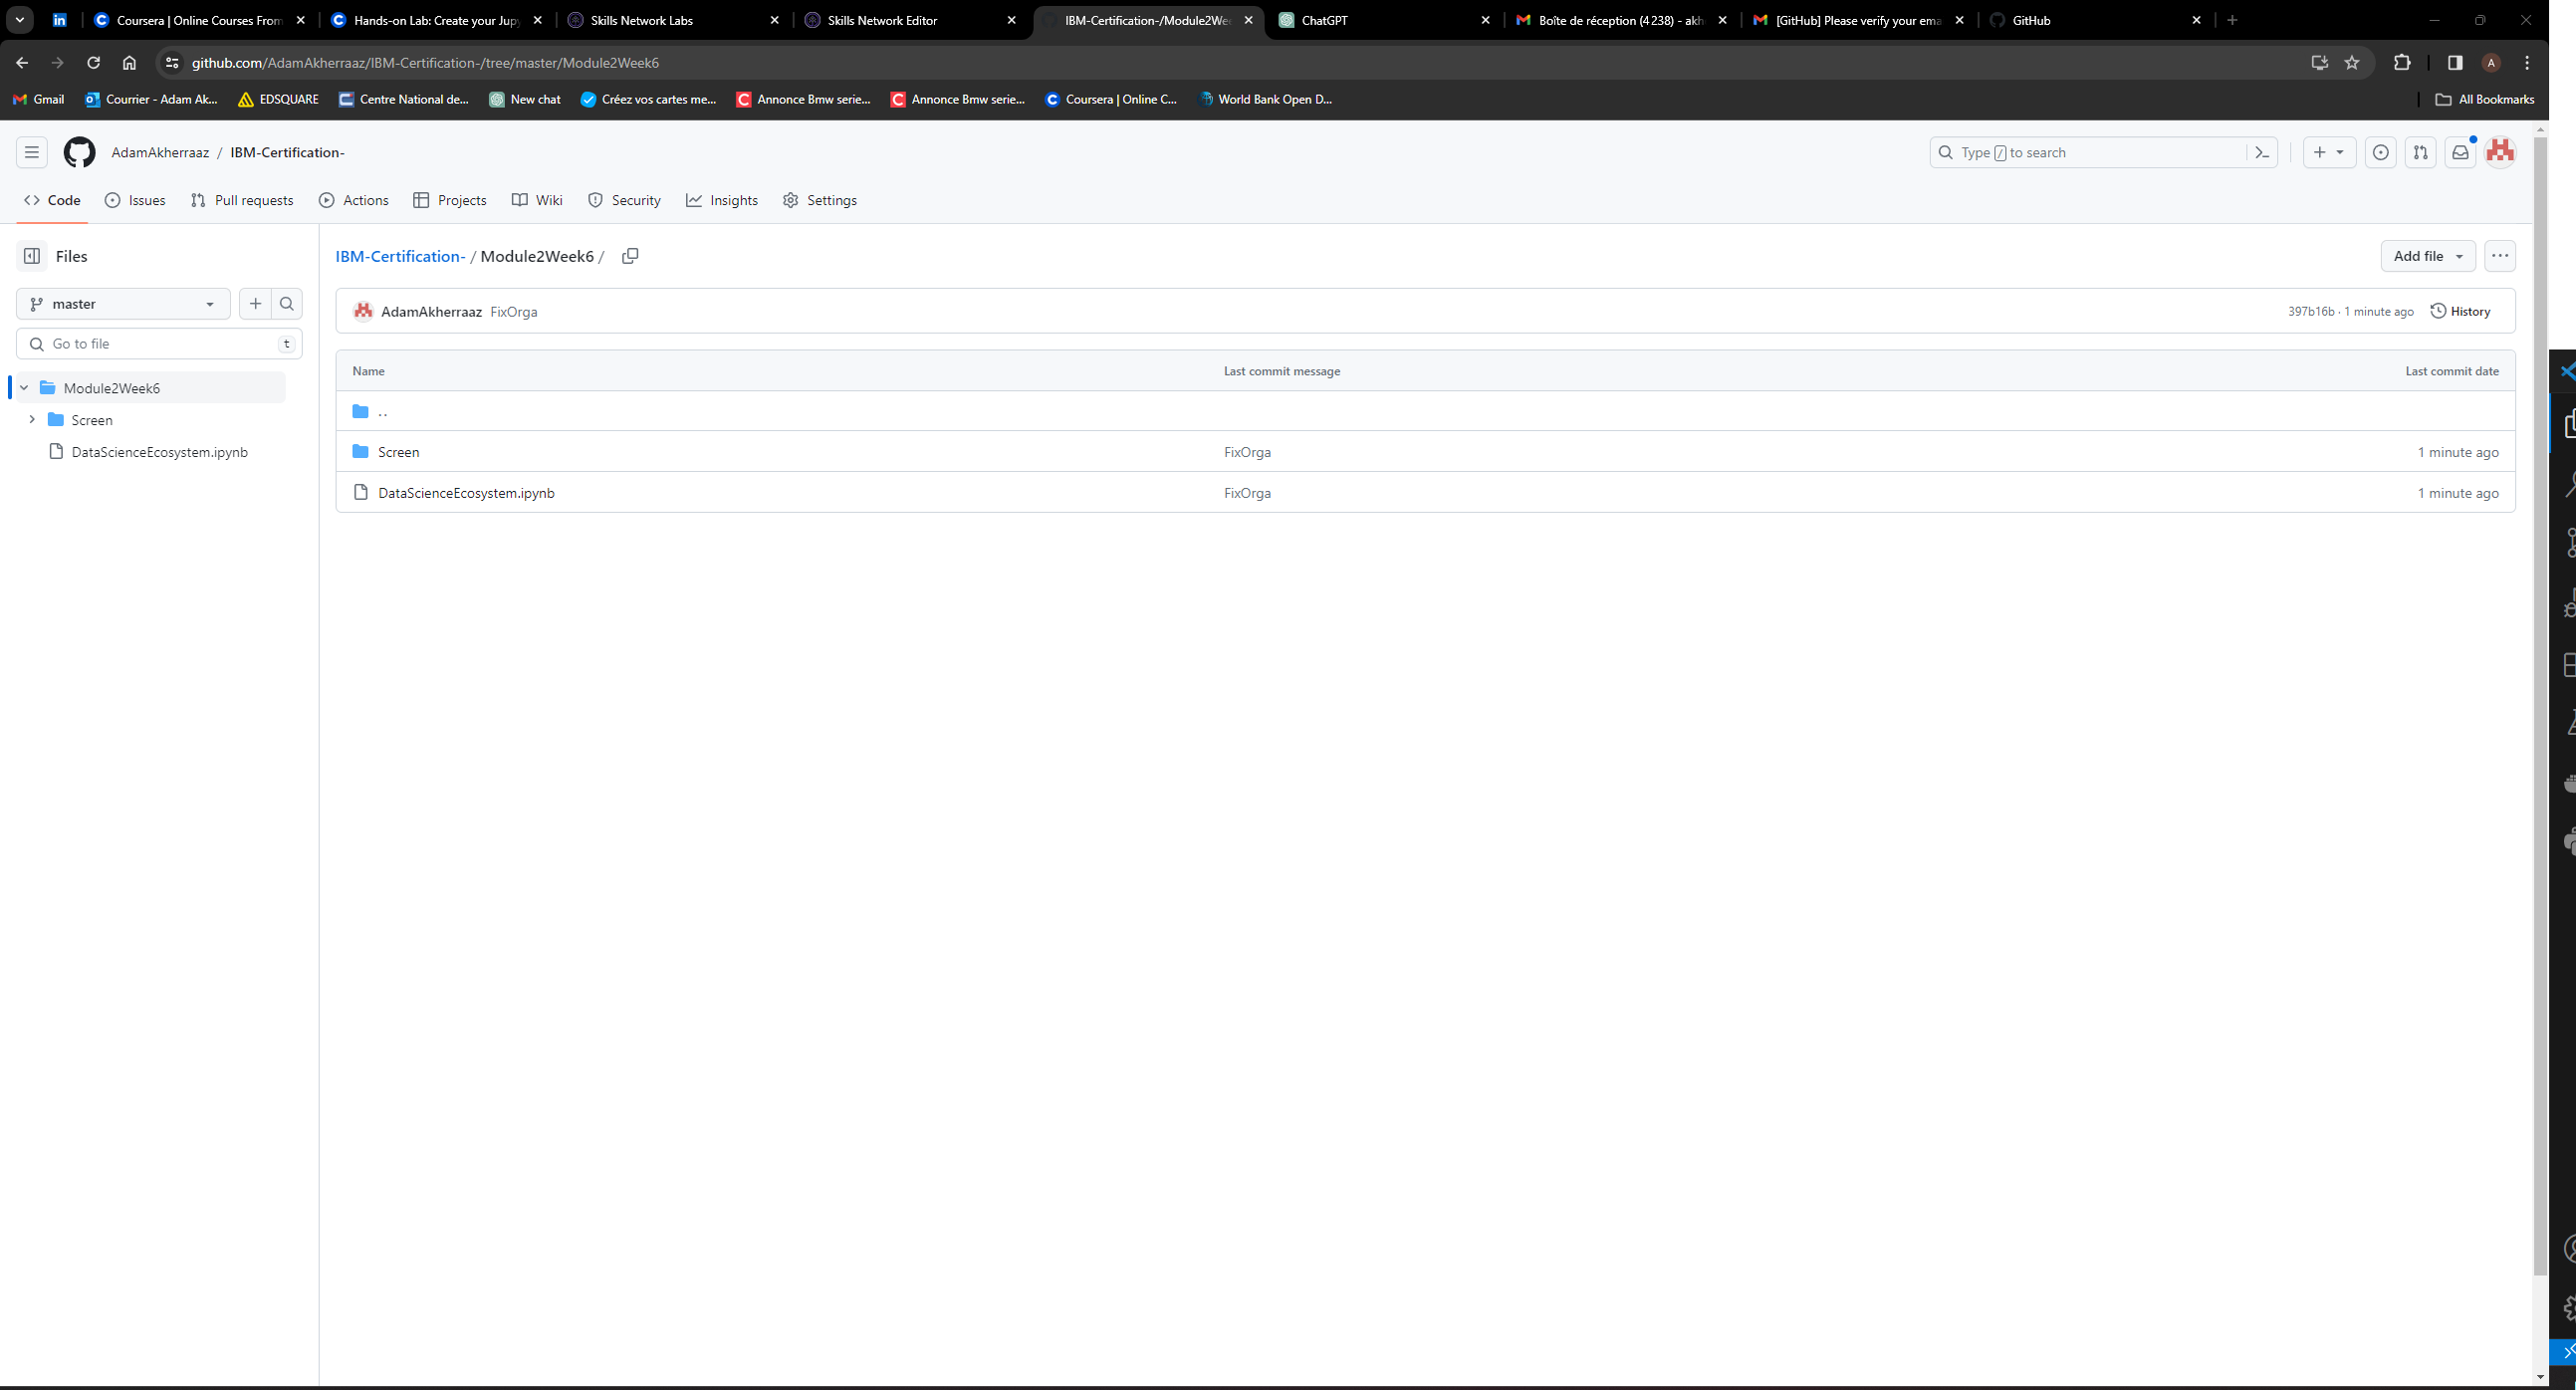 Coursera | Online Courses From
Hands-on Lab: Create your Jupy
Skills Network Labs
Skills Network Editor
IBM-Certification-/Module2Wee
ChatGPT
Boîte de réception (4 238) - akh
[GitHub] Please verify your ema
GitHub
github.com/AdamAkherraaz/IBM-Certification-/tree/master/Module2Week6
A
Gmail
Courrier - Adam Ak...
EDSQUARE
Centre National de...
New chat
Créez vos cartes me...
Annonce Bmw serie...
Annonce Bmw serie...
Coursera | Online C...
World Bank Open D...
All Bookmarks
AdamAkherraaz / IBM-Certification-
Type / to search
Code
Issues
Pull requests
Actions
Projects
Wiki
Security
Insights
Settings
Files
master
Go to file
t
Module2Week6
Screen
DataScienceEcosystem.ipynb
IBM-Certification- / Module2Week6 /
Add file
AdamAkherraaz FixOrga
397b16b · 1 minute ago
History
Name Last commit message Last commit date
..
Screen FixOrga 1 minute ago
DataScienceEcosystem.ipynb FixOrga 1 minute ago